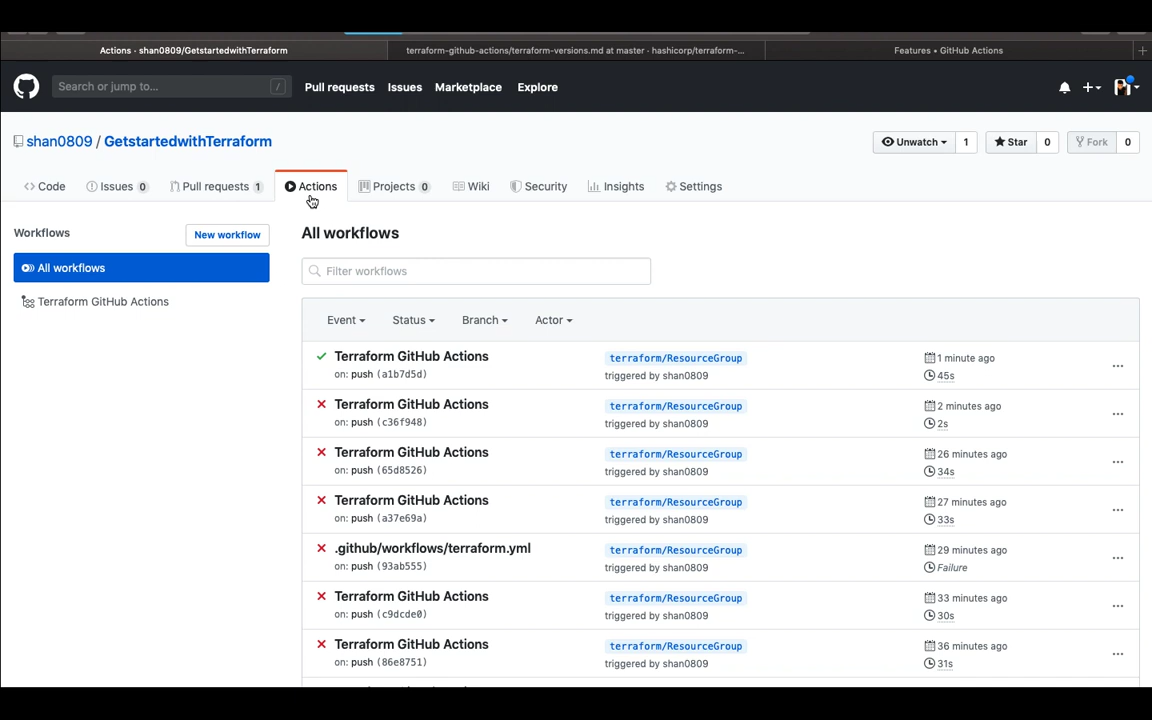 Actions · shan0809/GetstartedwithTerraform
terraform-github-actions/terraform-versions.md at master · hashicorp/terraform-...
Features • GitHub Actions
Search or jump to... /
Pull requests Issues Marketplace Explore
shan0809 / GetstartedwithTerraform
Unwatch 1 Star 0 Fork 0
Code Issues 0 Pull requests 1 Actions Projects 0 Wiki Security Insights Settings
Workflows New workflow
All workflows
Terraform GitHub Actions
All workflows
Filter workflows
Event Status Branch Actor
Terraform GitHub Actions terraform/ResourceGroup 1 minute ago
on: push (a1b7d5d) triggered by shan0809 45s
Terraform GitHub Actions terraform/ResourceGroup 2 minutes ago
on: push (c36f948) triggered by shan0809 2s
Terraform GitHub Actions terraform/ResourceGroup 26 minutes ago
on: push (65d8526) triggered by shan0809 34s
Terraform GitHub Actions terraform/ResourceGroup 27 minutes ago
on: push (a37e69a) triggered by shan0809 33s
.github/workflows/terraform.yml terraform/ResourceGroup 29 minutes ago
on: push (93ab555) triggered by shan0809 Failure
Terraform GitHub Actions terraform/ResourceGroup 33 minutes ago
on: push (c9dcde0) triggered by shan0809 30s
Terraform GitHub Actions terraform/ResourceGroup 36 minutes ago
on: push (86e8751) triggered by shan0809 31s